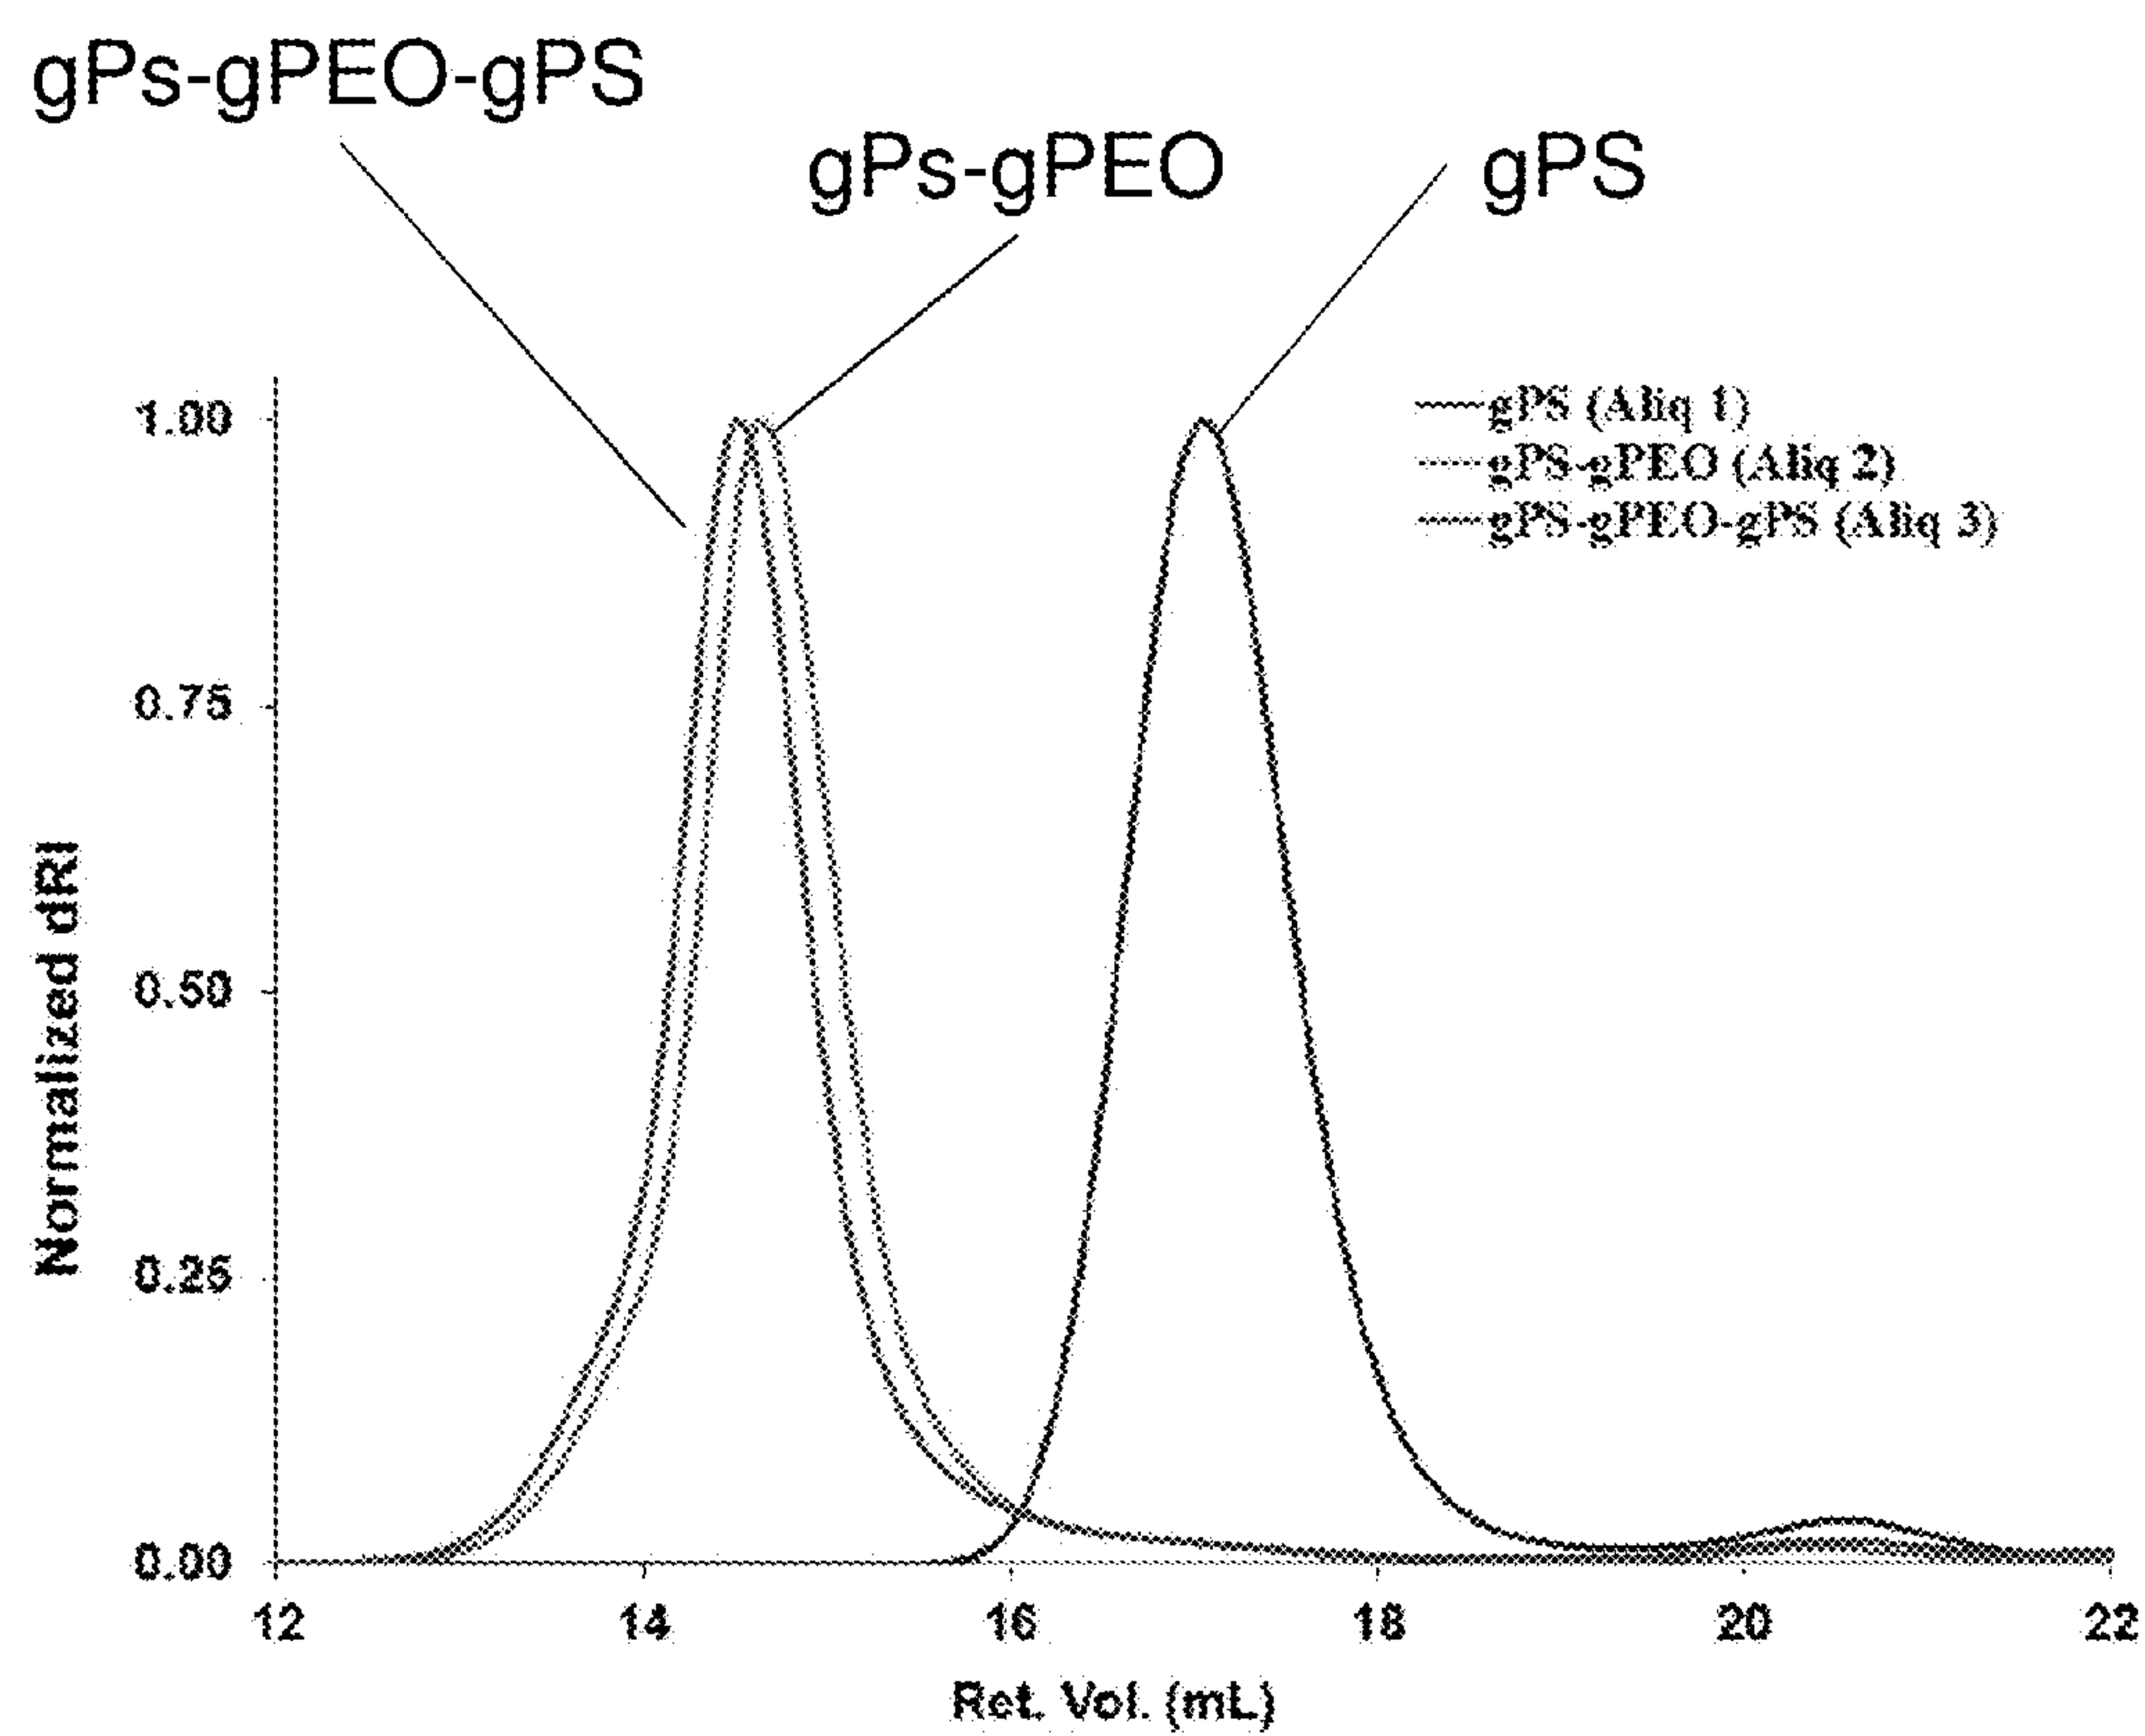 gPs-gPEO-gPS
gPs-gPEO
gPS
gPS (Aliq 1)
gPS-gPEO (Aliq 2)
gPS-gPEO-gPS (Aliq 3)
Normalized dRI
1.00
0.75
0.50
0.25
0.00
12 14 16 18 20 22
Ret. Vol. (mL)